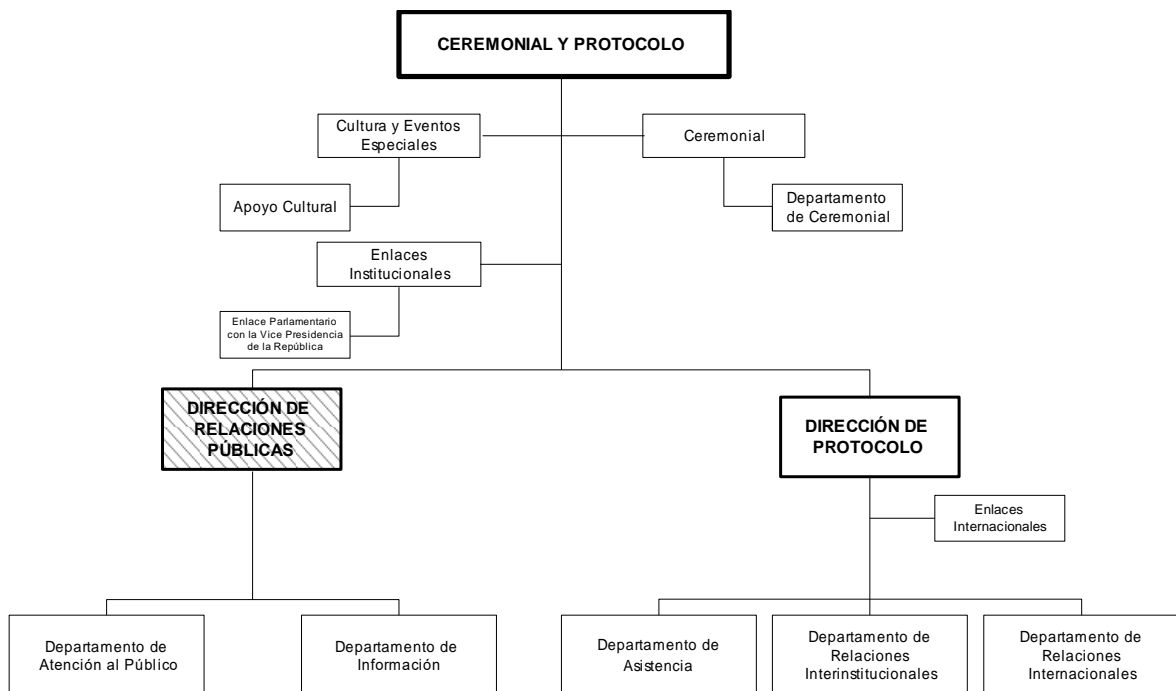 CEREMONIAL Y PROTOCOLO
Cultura y Eventos
Especiales
Ceremonial
Apoyo Cultural
Departamento
de Ceremonial
Enlaces
Institucionales
Enlace Parlamentario
con la Vice Presidencia
de la República
DIRECCIÓN DE
RELACIONES
PÚBLICAS
DIRECCIÓN DE
PROTOCOLO
Enlaces
Internacionales
Departamento de
Atención al Público
Departamento de
Información
Departamento de
Asistencia
Departamento de
Relaciones
Interinstitucionales
Departamento de
Relaciones
Internacionales